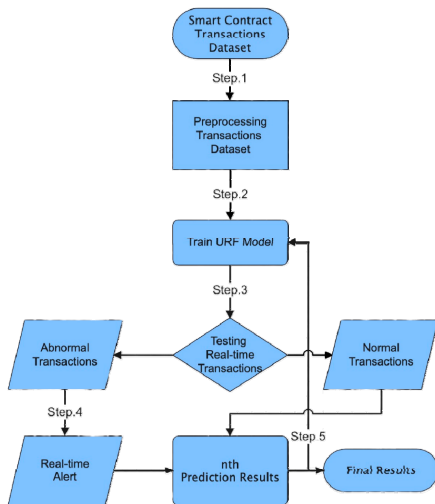 Smart Contract
Transactions
Dataset
Step.1
Preprocessing
Transactions
Dataset
Step.2
Train URF Model
Step.3
Testing
Real-time
Transactions
Abnormal
Transactions
Normal
Transactions
Step.4
Step 5
Real-time
Alert
nth
Prediction Results
Final Results